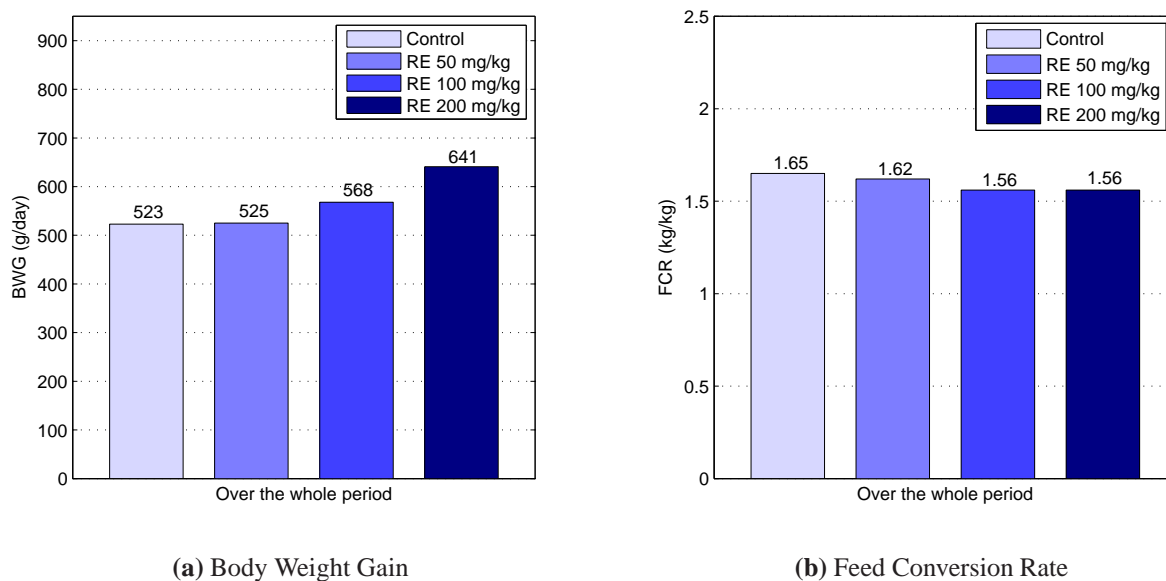 900
800
700
600
500
400
300
200
100
0
BWG (g/day)
523
525
568
641
Control
RE 50 mg/kg
RE 100 mg/kg
RE 200 mg/kg
Over the whole period
(a) Body Weight Gain
2.5
2
1.5
1
0.5
0
FCR (kg/kg)
1.65
1.62
1.56
1.56
Control
RE 50 mg/kg
RE 100 mg/kg
RE 200 mg/kg
Over the whole period
(b) Feed Conversion Rate